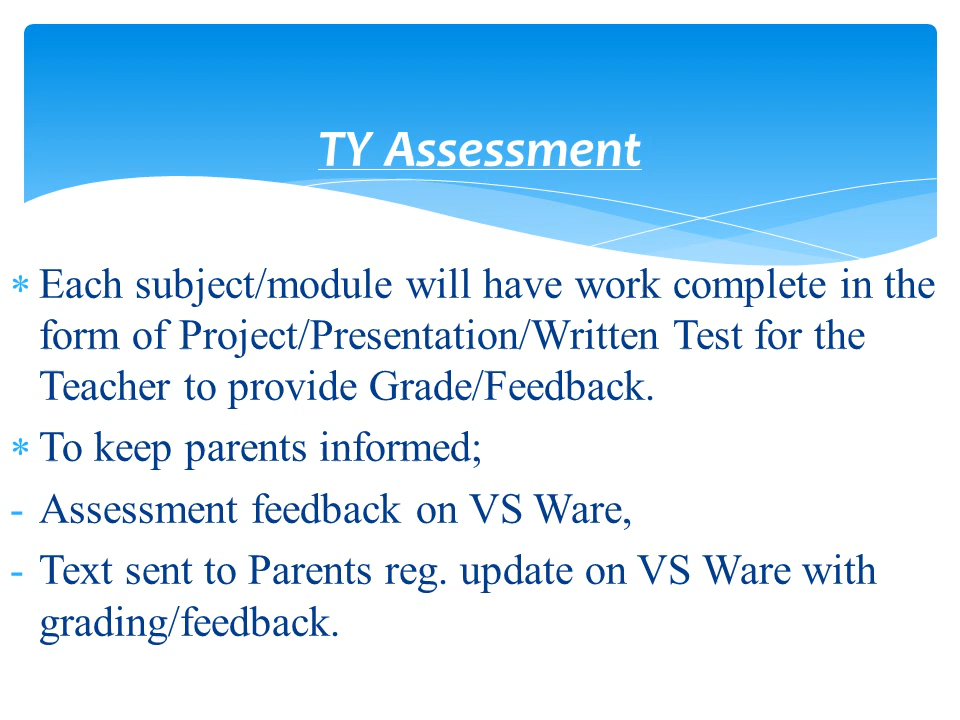 TY Assessment
* Each subject/module will have work complete in the
form of Project/Presentation/Written Test for the
Teacher to provide Grade/Feedback.
* To keep parents informed;
- Assessment feedback on VS Ware,
- Text sent to Parents reg. update on VS Ware with
grading/feedback.